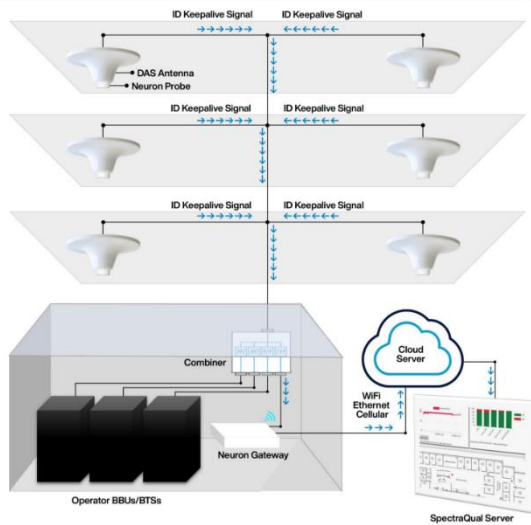 ID Keepalive Signal
ID Keepalive Signal
DAS Antenna
Neuron Probe
ID Keepalive Signal
ID Keepalive Signal
ID Keepalive Signal
ID Keepalive Signal
Combiner
Cloud
Server
WiFi
Ethernet
Cellular
Neuron Gateway
Operator BBUs/BTSs
SpectraQual Server